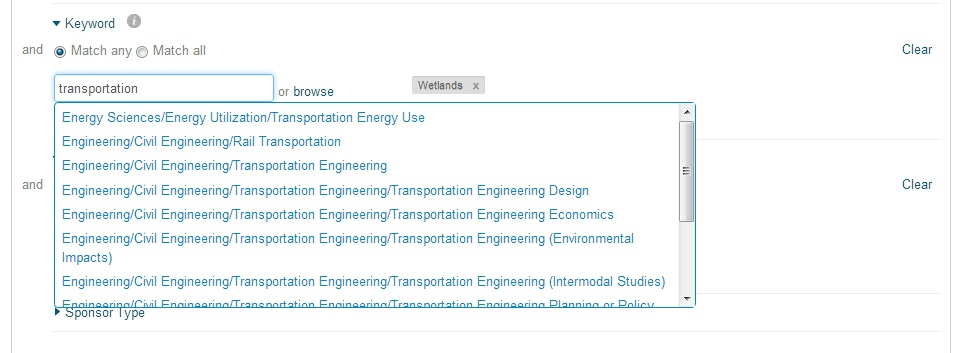 Keyword
and Match any Match all Clear
transportation or browse Wetlands x
Energy Sciences/Energy Utilization/Transportation Energy Use
Engineering/Civil Engineering/Rail Transportation
Engineering/Civil Engineering/Transportation Engineering
and Clear
Engineering/Civil Engineering/Transportation Engineering/Transportation Engineering Design
Engineering/Civil Engineering/Transportation Engineering/Transportation Engineering Economics
Engineering/Civil Engineering/Transportation Engineering/Transportation Engineering (Environmental
Impacts)
Engineering/Civil Engineering/Transportation Engineering/Transportation Engineering (Intermodal Studies)
Engineering/Civil Engineering/Transportation Engineering/Transportation Engineering Planning or Policy
Sponsor Type